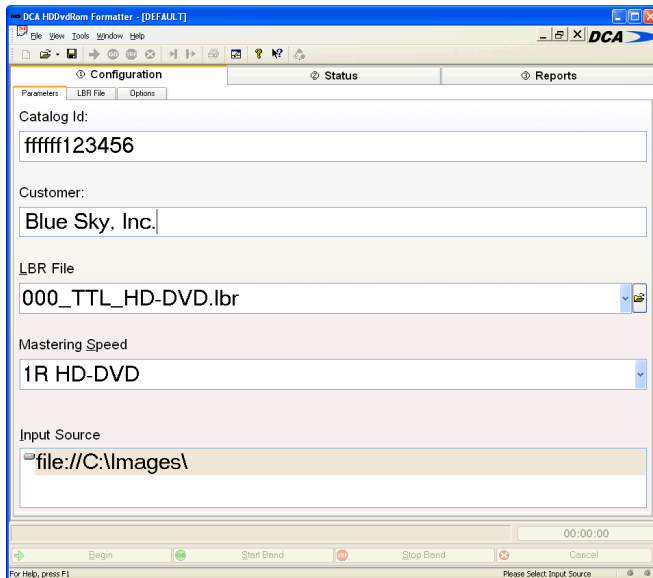 DCA HDDvdRom Formatter - [DEFAULT]
File View Tools Window Help
DCA
① Configuration
② Status
③ Reports
Parameters LBR File Options
Catalog Id:
ffffff123456
Customer:
Blue Sky, Inc.
LBR File
000_TTL_HD-DVD.lbr
Mastering Speed
1R HD-DVD
Input Source
file://C:\Images\
00:00:00
Begin Start Band Stop Band Cancel
For Help, press F1 Please Select Input Source